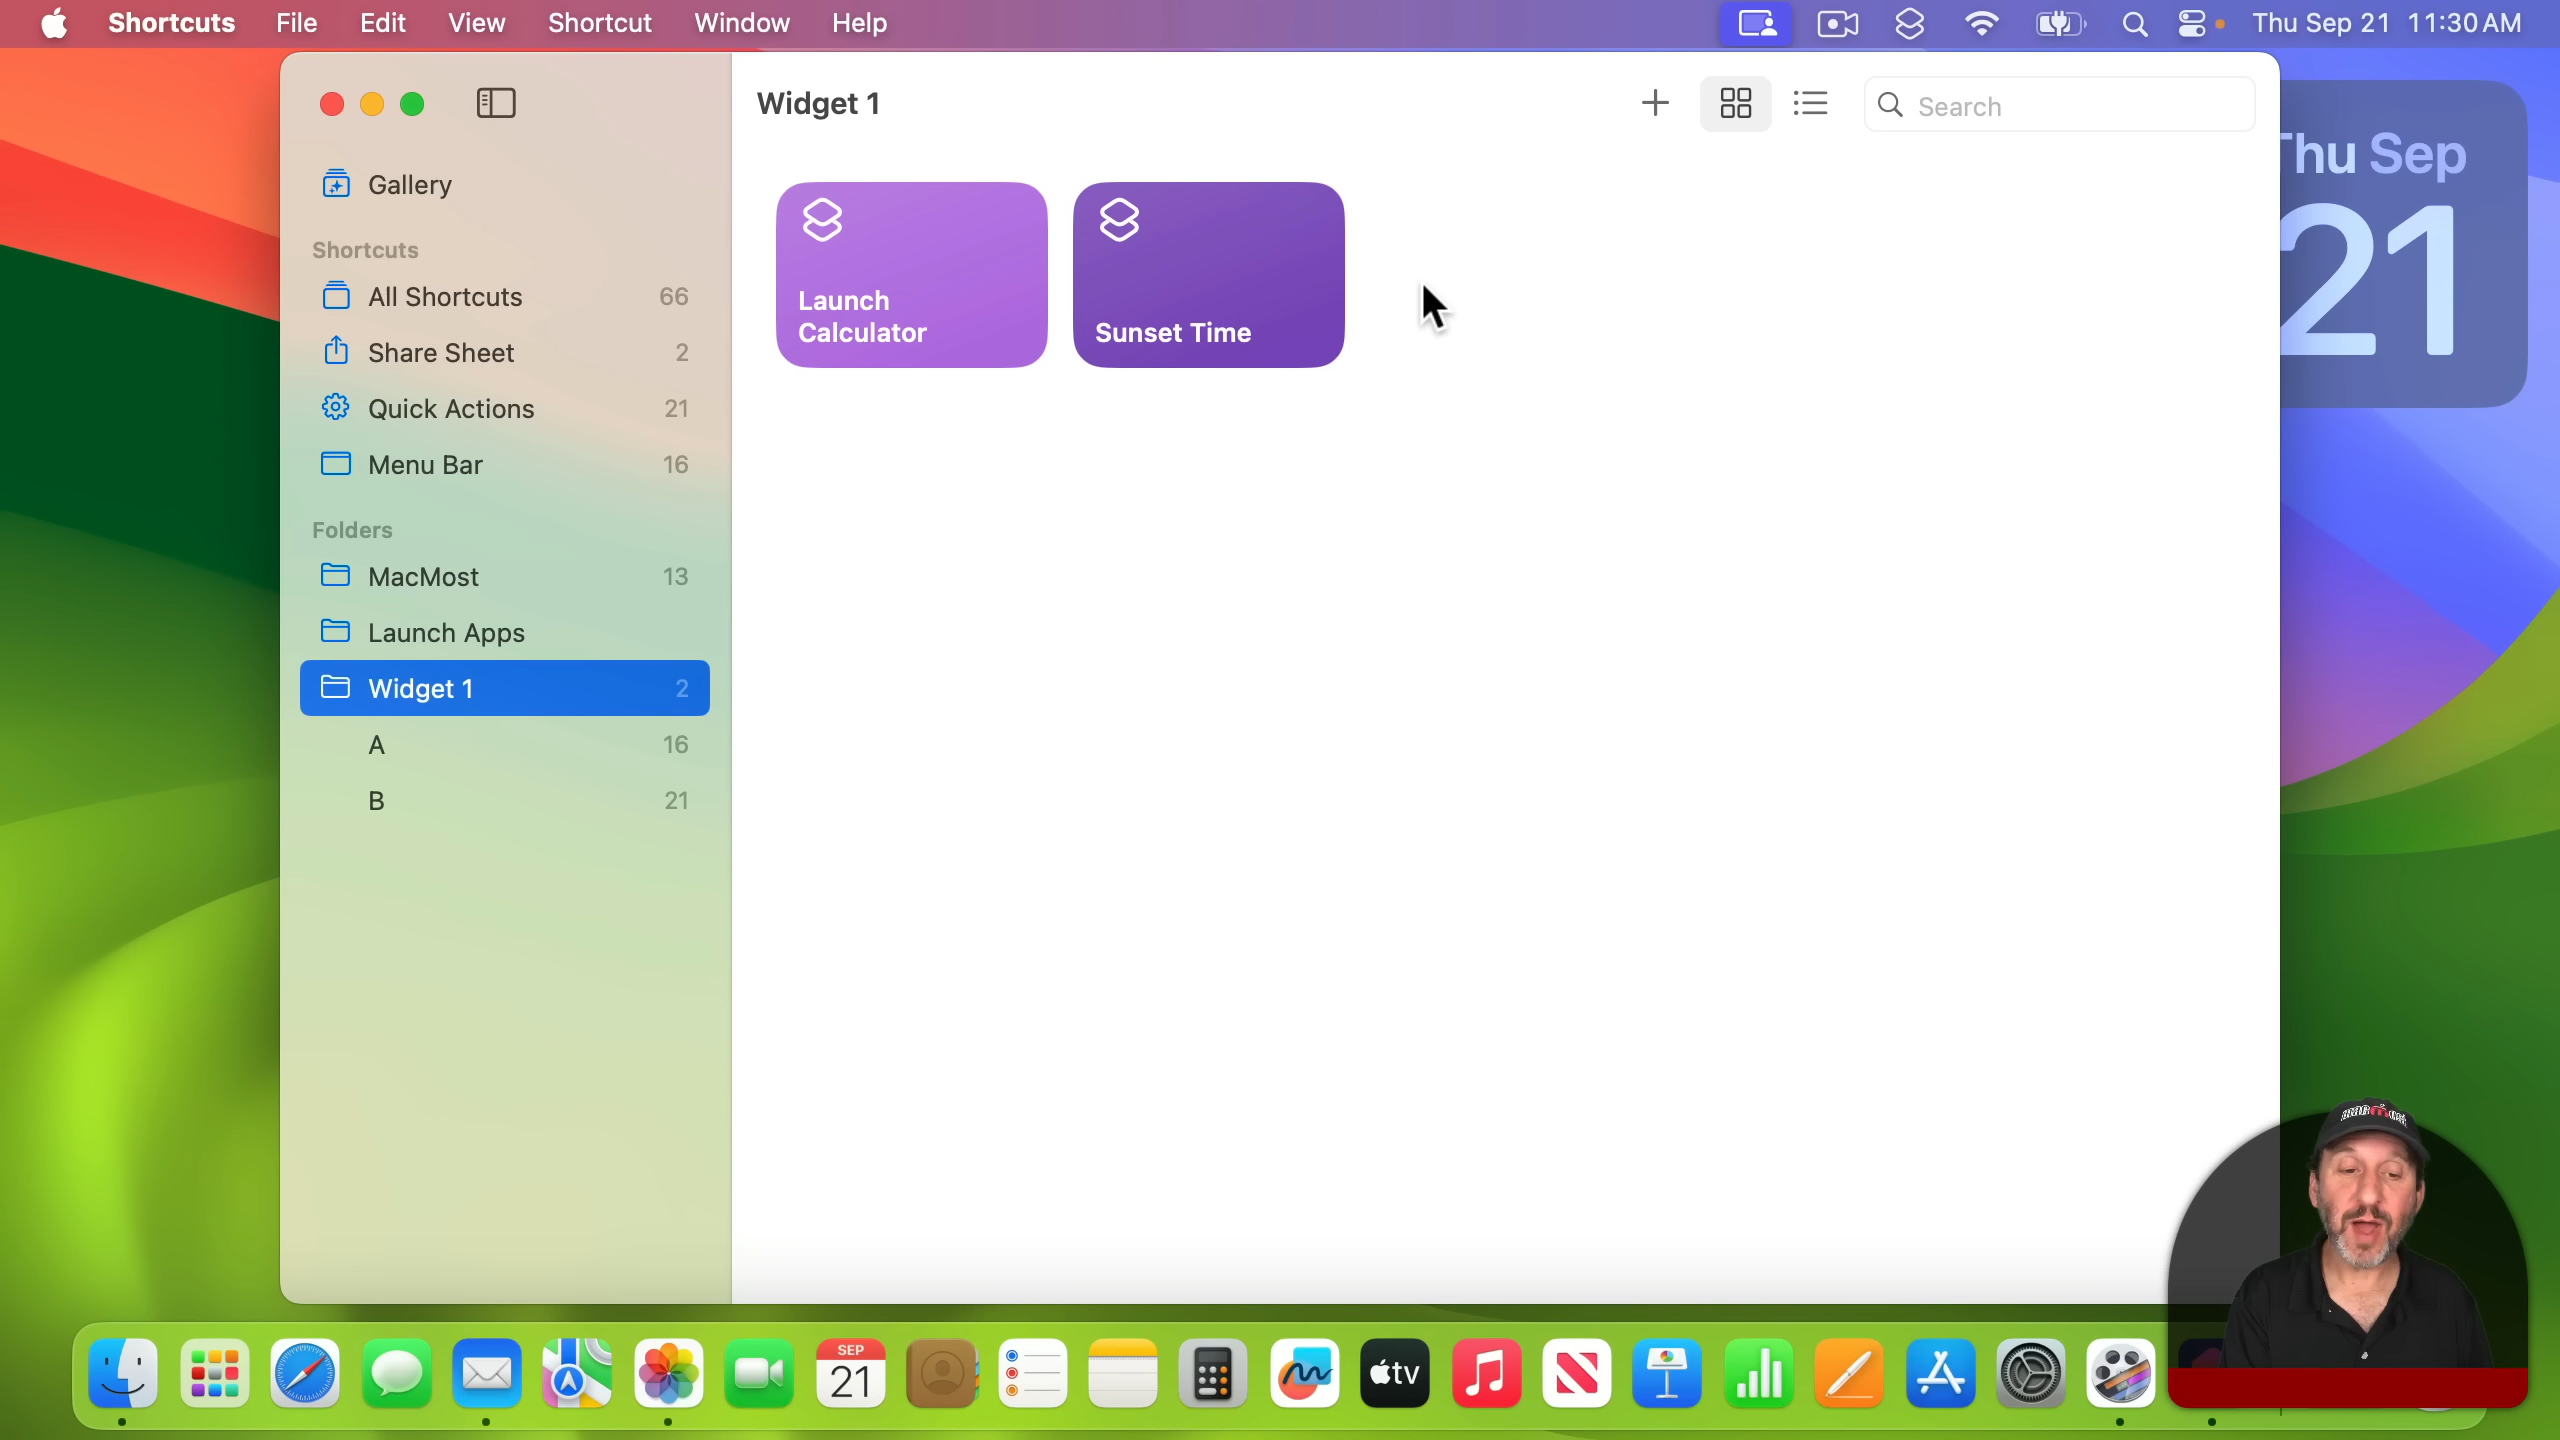 Shortcuts File Edit View Shortcut Window Help Thu Sep 21 11:30 AM
Widget 1
Search
Gallery
Shortcuts
All Shortcuts 66
Share Sheet 2
Quick Actions 21
Menu Bar 16
Folders
MacMost 13
Launch Apps
Widget 1 2
A 16
B 21
Launch
Calculator
Sunset Time
Thu Sep
21
SEP
21
tv